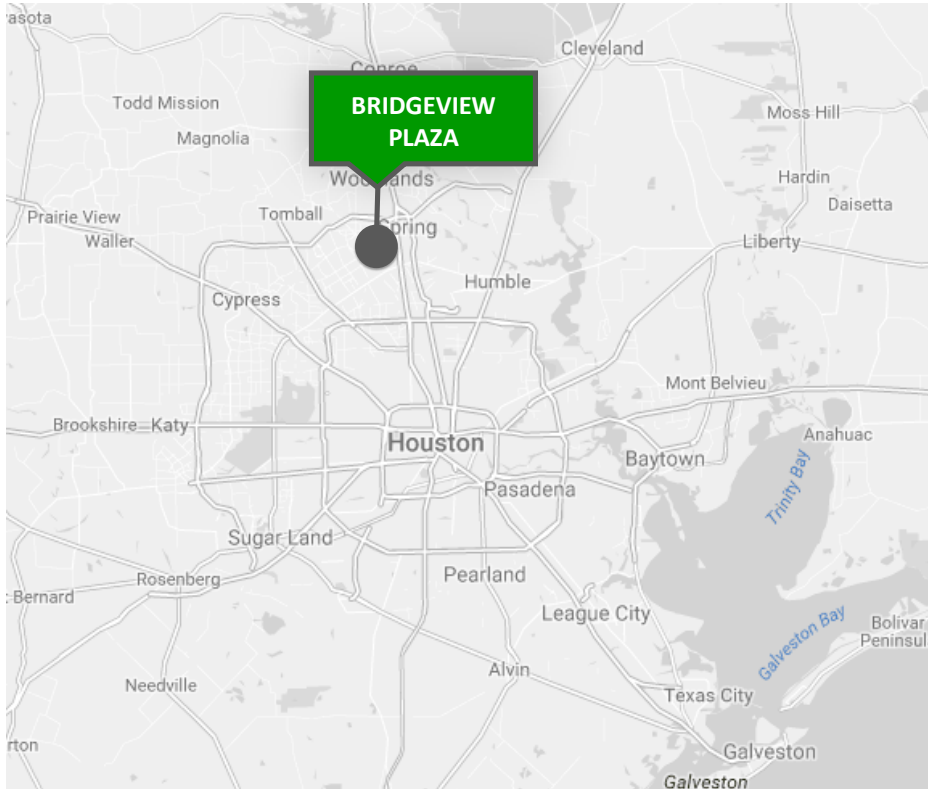 rasota
Cleveland
Conroe
Todd Mission
BRIDGEVIEW
PLAZA
Moss Hill
Magnolia
Woodlands
Hardin
Daisetta
Prairie View
Tomball
Spring
Waller
Liberty
Humble
Cypress
Mont Belvieu
Brookshire
Katy
Houston
Anahuac
Baytown
Pasadena
Trinity Bay
Sugar Land
Rosenberg
Pearland
Bernard
League City
Galveston Bay
Bolivar
Peninsul
Alvin
Needville
Texas City
rton
Galveston
Galveston